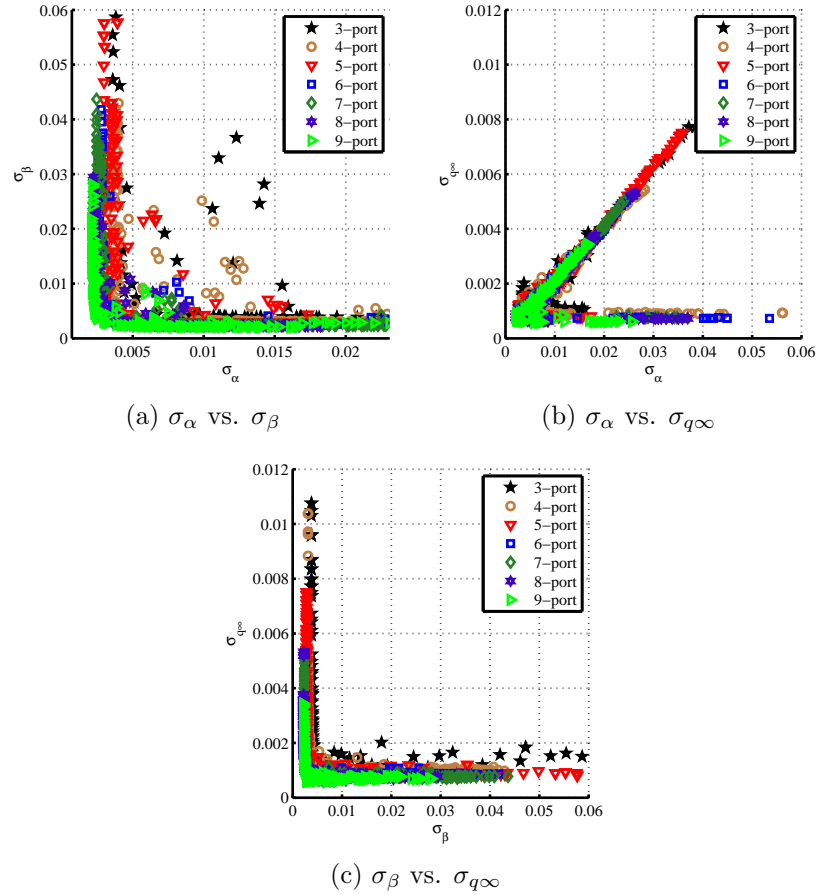 0.06
0.05
0.04
0.03
0.02
0.01
0
σβ
0.005 0.01 0.015 0.02
σα
3−port
4−port
5−port
6−port
7−port
8−port
9−port
(a) σα vs. σβ
0.012
0.01
0.008
0.006
0.004
0.002
0
σq∞
0 0.01 0.02 0.03 0.04 0.05 0.06
σα
3−port
4−port
5−port
6−port
7−port
8−port
9−port
(b) σα vs. σq∞
0.012
0.01
0.008
0.006
0.004
0.002
0
σq∞
0 0.01 0.02 0.03 0.04 0.05 0.06
σβ
3−port
4−port
5−port
6−port
7−port
8−port
9−port
(c) σβ vs. σq∞